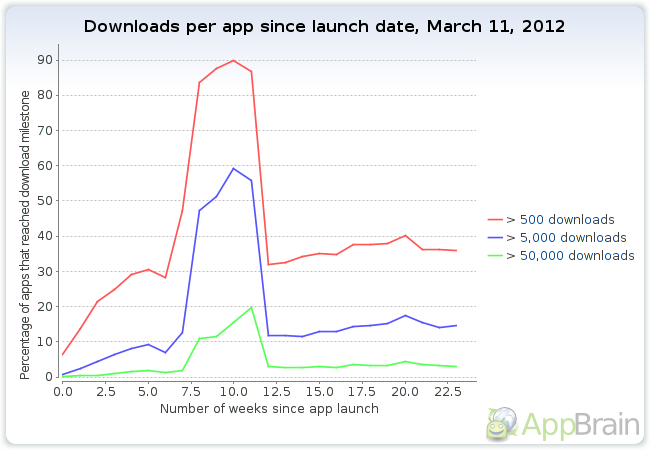 Downloads per app since launch date, March 11, 2012
Percentage of apps that reached download milestone
90
80
70
60
50
40
30
20
10
0
0.0 2.5 5.0 7.5 10.0 12.5 15.0 17.5 20.0 22.5
Number of weeks since app launch
> 500 downloads
> 5,000 downloads
> 50,000 downloads
AppBrain